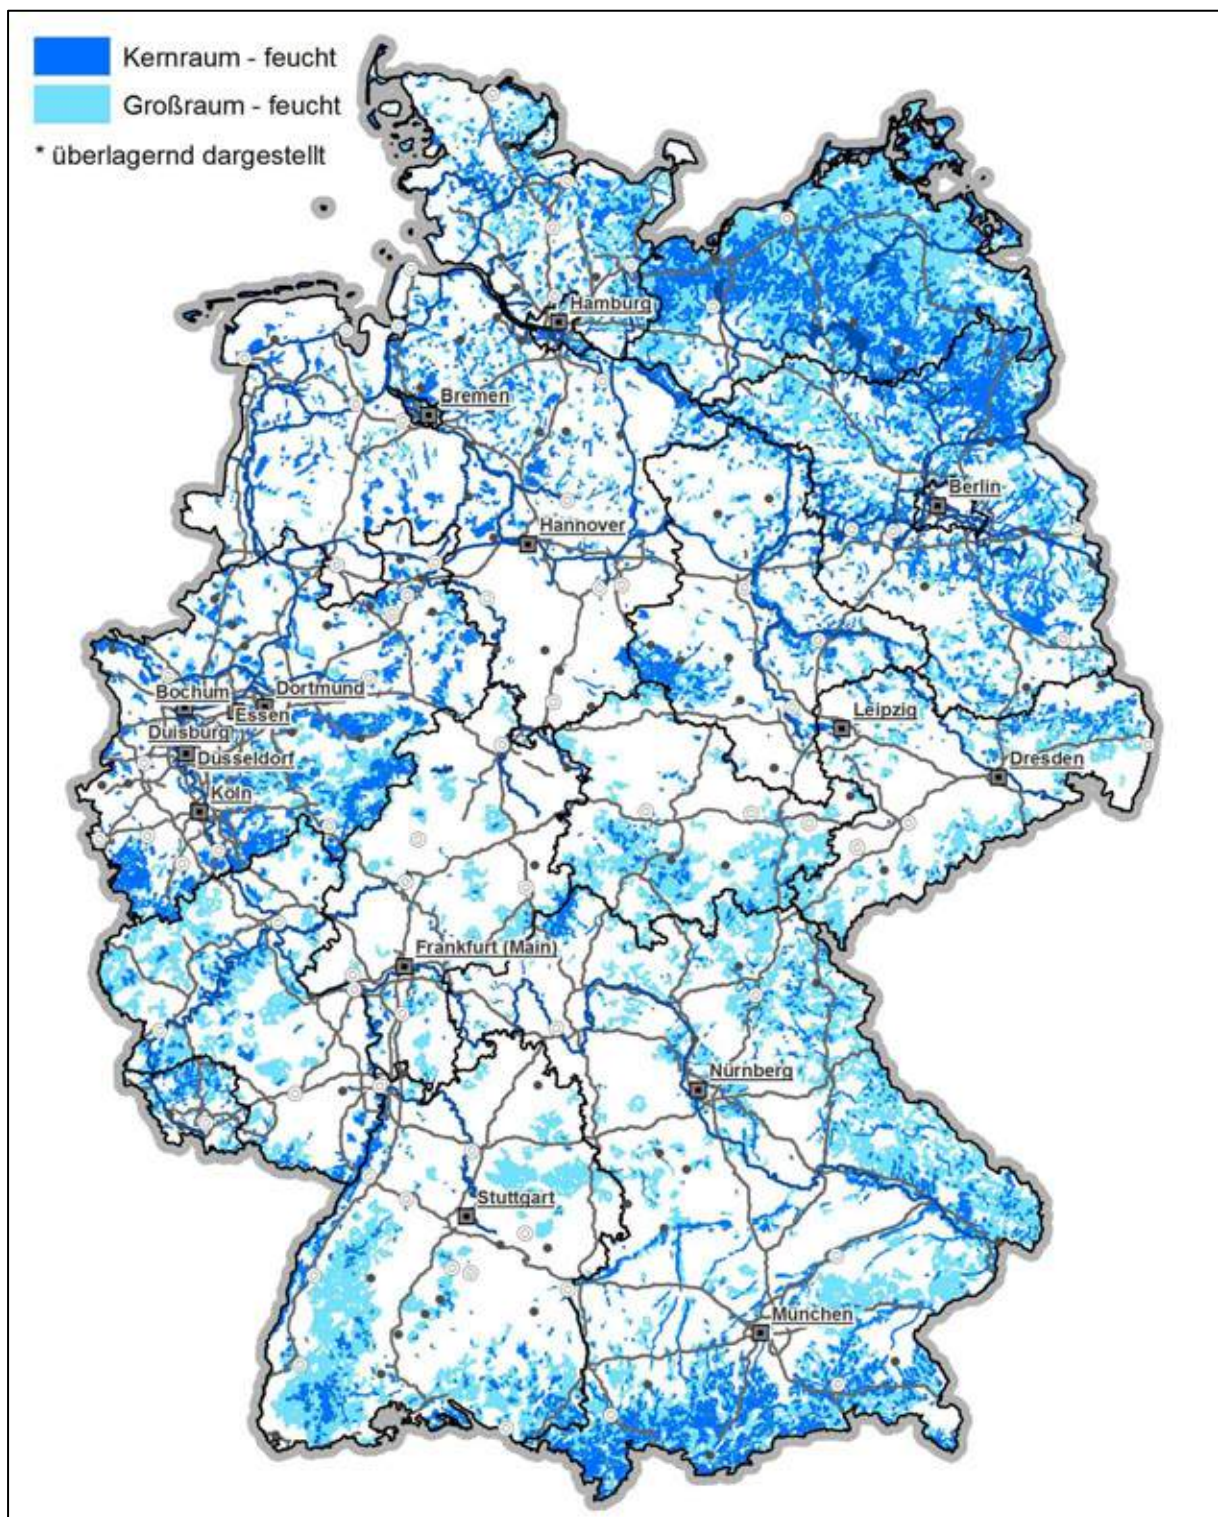 Kernraum - feucht
Großraum - feucht
* überlagernd dargestellt
Hamburg
Bremen
Berlin
Hannover
Bochum
Dortmund
Essen
Duisburg
Düsseldorf
Köln
Leipzig
Dresden
Frankfurt (Main)
Nürnberg
Stuttgart
München